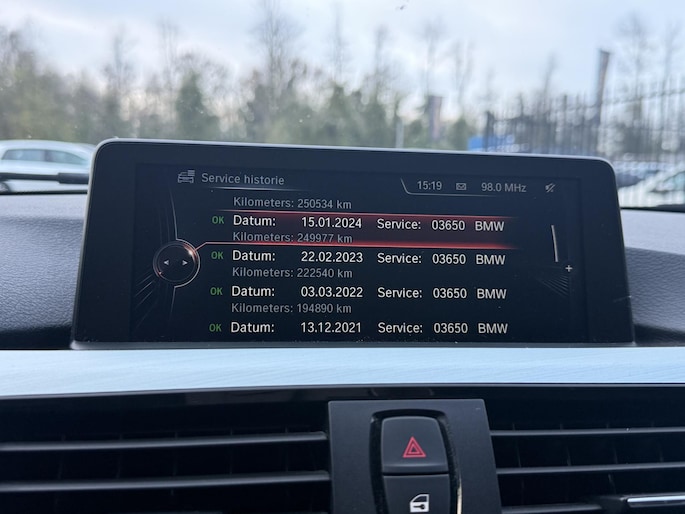 Service historie
15:19
98.0 MHz
Kilometers: 250534 km
OK Datum: 15.01.2024 Service: 03650 BMW
Kilometers: 249977 km
OK Datum: 22.02.2023 Service: 03650 BMW
Kilometers: 222540 km
OK Datum: 03.03.2022 Service: 03650 BMW
Kilometers: 194890 km
OK Datum: 13.12.2021 Service: 03650 BMW